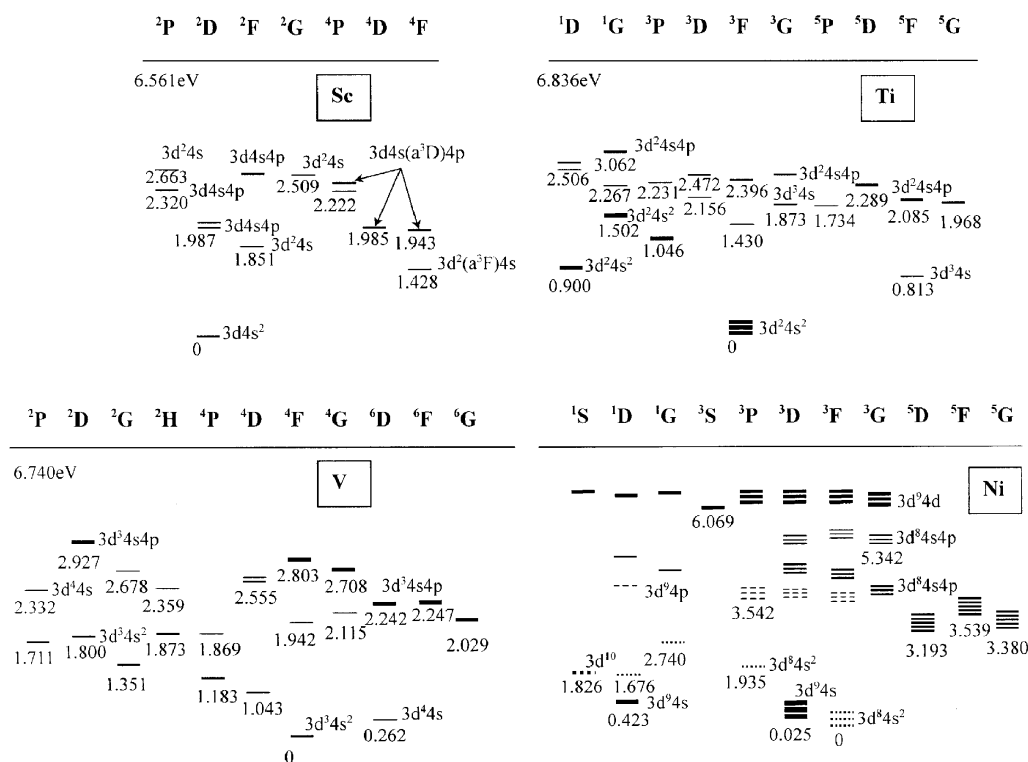 ²P ²D ²F ²G ⁴P ⁴D ⁴F
6.561eV
Sc
3d²4s
3d4s4p
3d²4s
3d4s(a³D)4p
2.663
2.509
2.320
3d4s4p
2.222
3d4s4p
1.987
1.985
1.943
3d²4s
1.851
3d²(a³F)4s
1.428
3d4s²
0
¹D ¹G ³P ³D ³F ³G ⁵P ⁵D ⁵F ⁵G
6.836eV
Ti
3d²4s4p
3.062
2.506
3d²4s4p
2.267
2.231
2.472
2.396
2.289
3d³4s
3d²4s4p
3d²4s²
2.156
1.873
1.734
2.085
1.968
1.502
1.430
1.046
3d²4s²
0.900
3d³4s
0.813
3d²4s²
0
²P ²D ²G ²H ⁴P ⁴D ⁴F ⁴G ⁶D ⁶F ⁶G
6.740eV
V
3d³4s4p
2.927
2.803
2.678
2.708
3d⁴4s
3d³4s4p
2.332
2.359
2.555
2.242
2.247
3d³4s²
1.942
2.115
2.029
1.711
1.800
1.873
1.869
1.351
1.183
1.043
3d³4s²
3d⁴4s
0.262
0
¹S ¹D ¹G ³S ³P ³D ³F ³G ⁵D ⁵F ⁵G
Ni
3d⁹4d
6.069
3d⁸4s4p
5.342
3d⁹4p
3d⁸4s4p
3.542
3.539
3.193
3.380
2.740
3d¹⁰
3d⁸4s²
1.826
1.676
1.935
3d⁹4s
3d⁹4s
0.423
3d⁸4s²
0.025
0